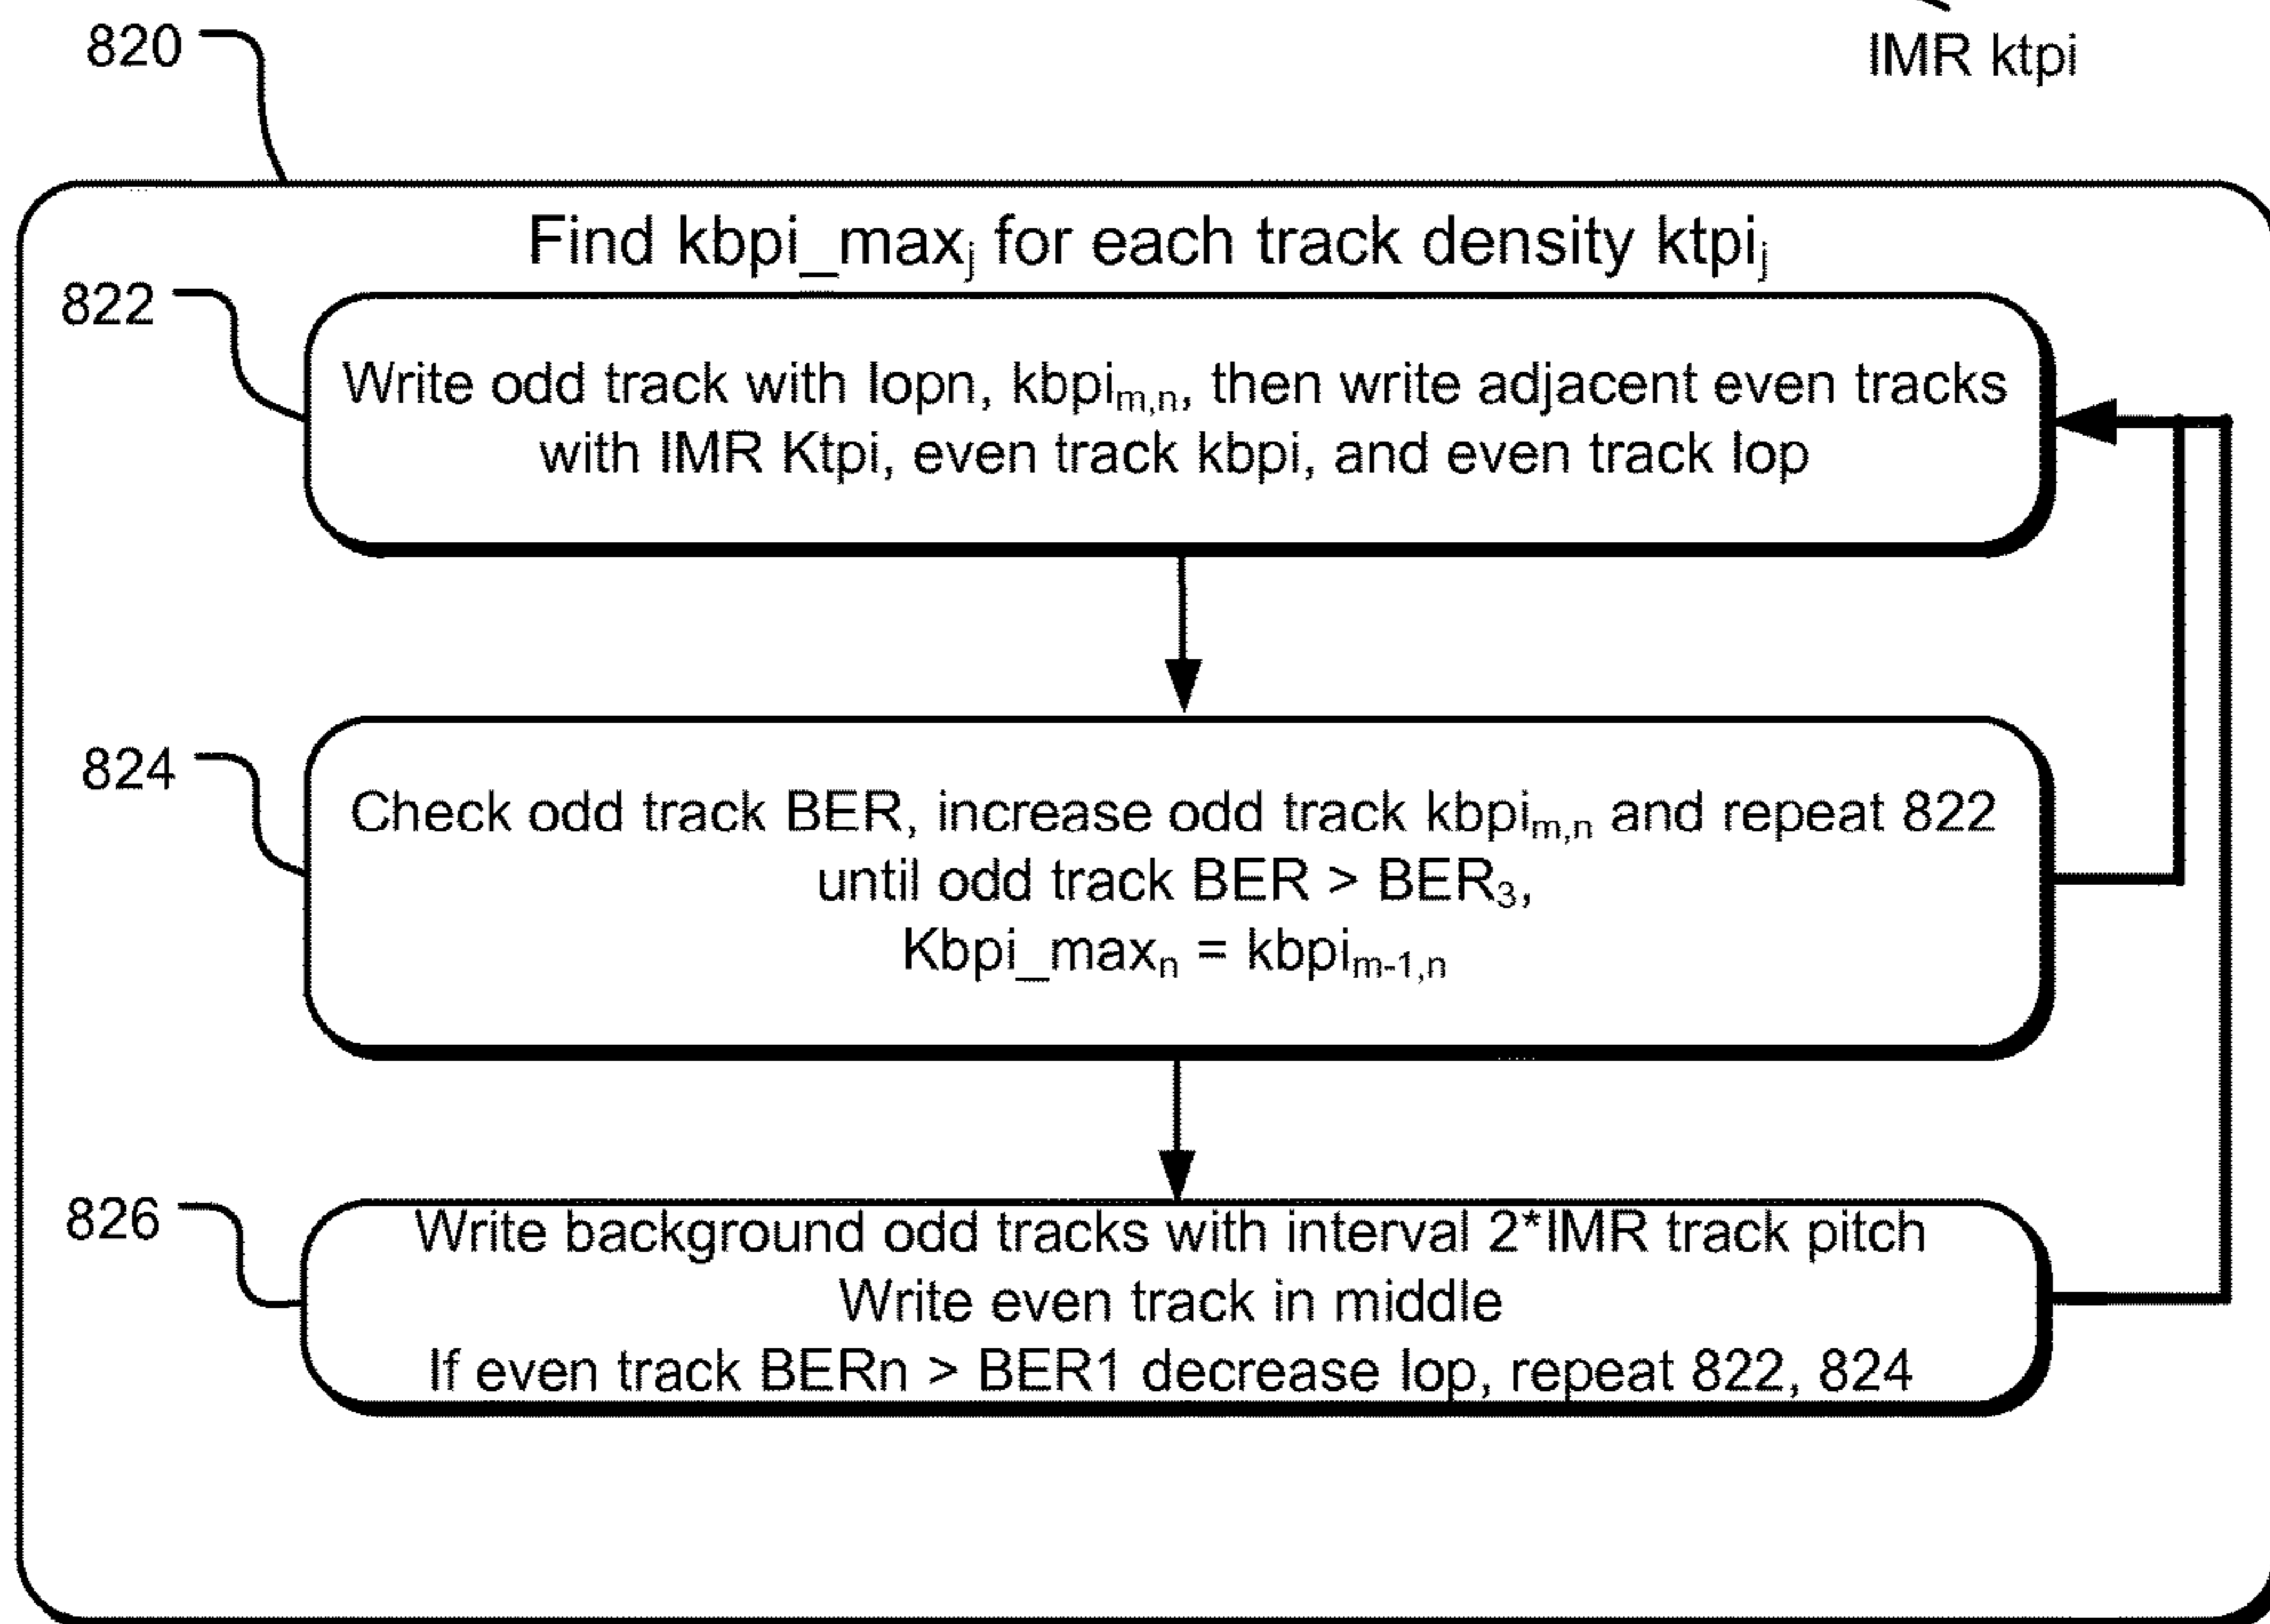 820
IMR ktpi
Find kbpi_maxⱼ for each track density ktpiⱼ
822
Write odd track with Iopn, kbpiₘ,ₙ, then write adjacent even tracks
with IMR Ktpi, even track kbpi, and even track Iop
824
Check odd track BER, increase odd track kbpiₘ,ₙ and repeat 822
until odd track BER > BER₃,
Kbpi_maxₙ = kbpiₘ₋₁,ₙ
826
Write background odd tracks with interval 2*IMR track pitch
Write even track in middle
If even track BERn > BER1 decrease Iop, repeat 822, 824